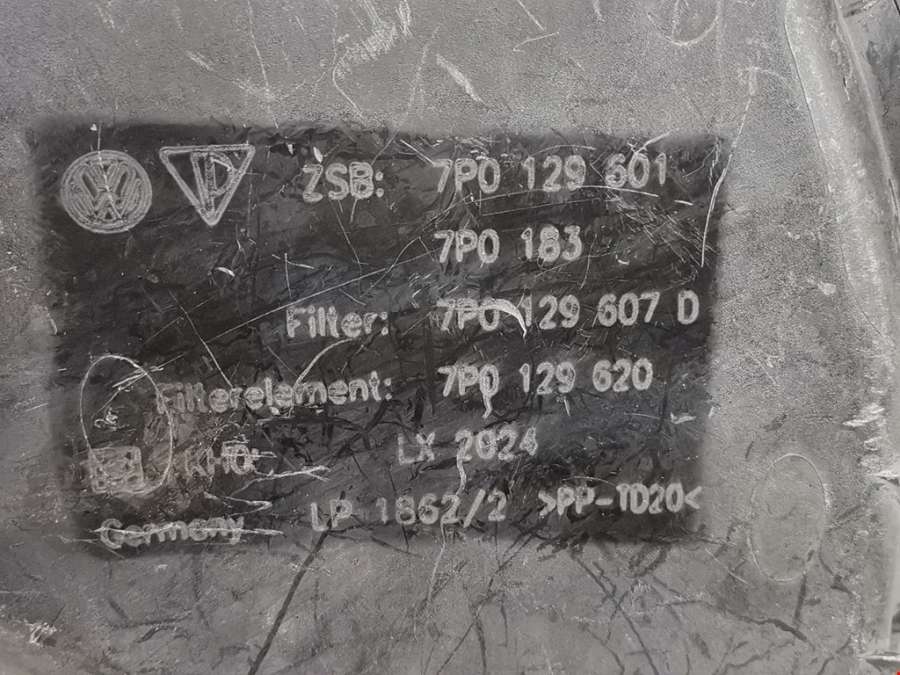 VW ZSB: 7P0 129 601
7P0 183
Filter: 7P0 129 607 D
Filterelement: 7P0 129 620
LX 2024
Germany LP 1862/2 >PP-TD20<